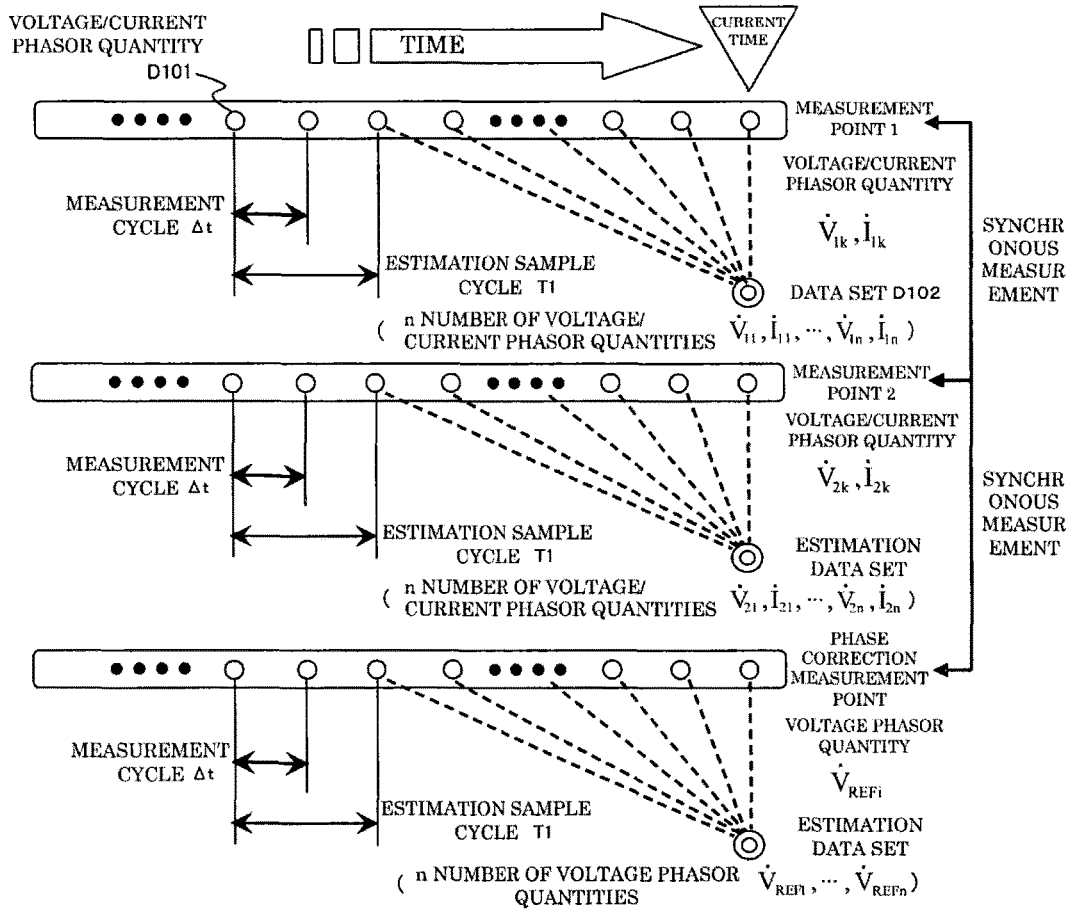 VOLTAGE/CURRENT
PHASOR QUANTITY
D101
TIME
CURRENT
TIME
MEASUREMENT
POINT 1
VOLTAGE/CURRENT
PHASOR QUANTITY
V̇1k , İ1k
MEASUREMENT
CYCLE Δt
ESTIMATION SAMPLE
CYCLE T1
DATA SET D102
( n NUMBER OF VOLTAGE/
CURRENT PHASOR QUANTITIES V̇11, İ11, ···, V̇1n, İ1n )
SYNCHR
ONOUS
MEASUR
EMENT
MEASUREMENT
POINT 2
VOLTAGE/CURRENT
PHASOR QUANTITY
V̇2k , İ2k
MEASUREMENT
CYCLE Δt
ESTIMATION SAMPLE
CYCLE T1
ESTIMATION
DATA SET
( n NUMBER OF VOLTAGE/
CURRENT PHASOR QUANTITIES V̇21, İ21, ···, V̇2n, İ2n )
SYNCHR
ONOUS
MEASUR
EMENT
PHASE
CORRECTION
MEASUREMENT
POINT
VOLTAGE PHASOR
QUANTITY
V̇REFi
MEASUREMENT
CYCLE Δt
ESTIMATION SAMPLE
CYCLE T1
ESTIMATION
DATA SET
( n NUMBER OF VOLTAGE PHASOR
QUANTITIES V̇REF1, ···, V̇REFn )